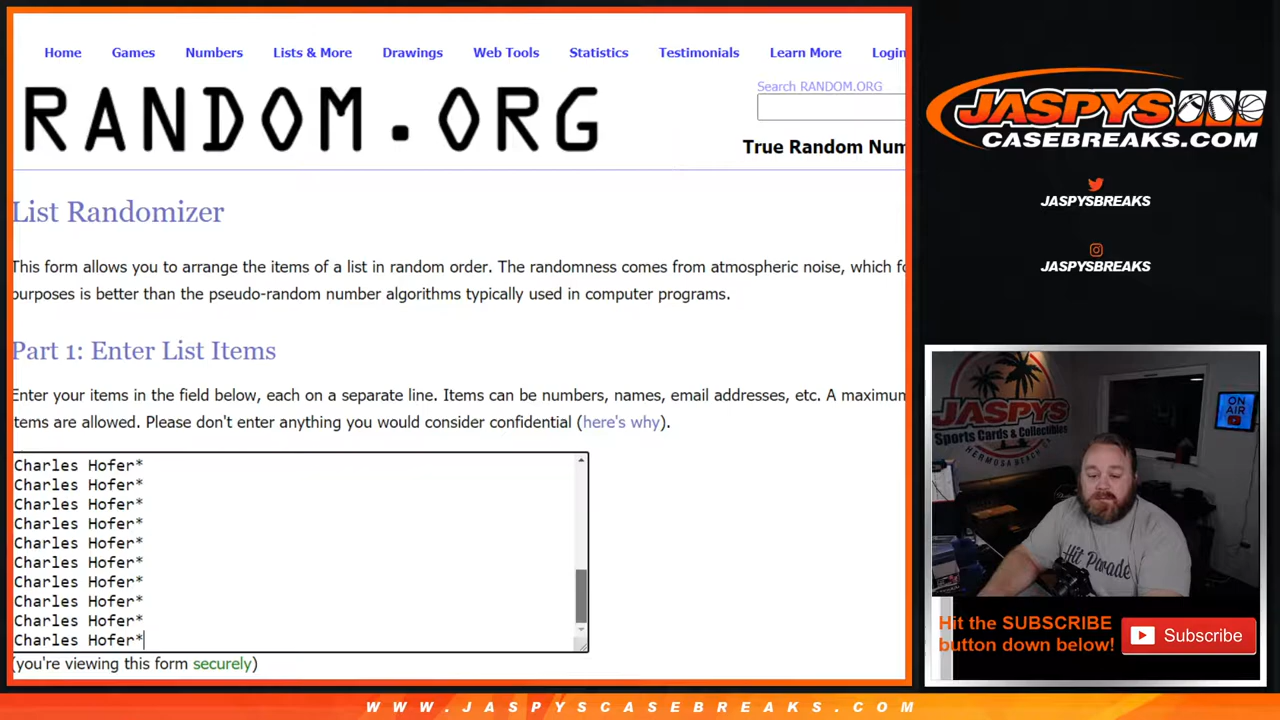 Home Games Numbers Lists & More Drawings Web Tools Statistics Testimonials Learn More Login
RANDOM.ORG
Search RANDOM.ORG
True Random Num
List Randomizer
This form allows you to arrange the items of a list in random order. The randomness comes from atmospheric noise, which fo
purposes is better than the pseudo-random number algorithms typically used in computer programs.
Part 1: Enter List Items
Enter your items in the field below, each on a separate line. Items can be numbers, names, email addresses, etc. A maximum
tems are allowed. Please don't enter anything you would consider confidential (here's why).
Charles Hofer*
Charles Hofer*
Charles Hofer*
Charles Hofer*
Charles Hofer*
Charles Hofer*
Charles Hofer*
Charles Hofer*
Charles Hofer*
Charles Hofer*
(you're viewing this form securely)
JASPYS
CASEBREAKS.COM
JASPYSBREAKS
JASPYSBREAKS
JASPYS
Sports Cards & Collectibles
HERMOSA BEACH, CA
ON
AIR
Hit Parade
Hit the SUBSCRIBE
button down below!
Subscribe
WWW.JASPYSCASEBREAKS.COM